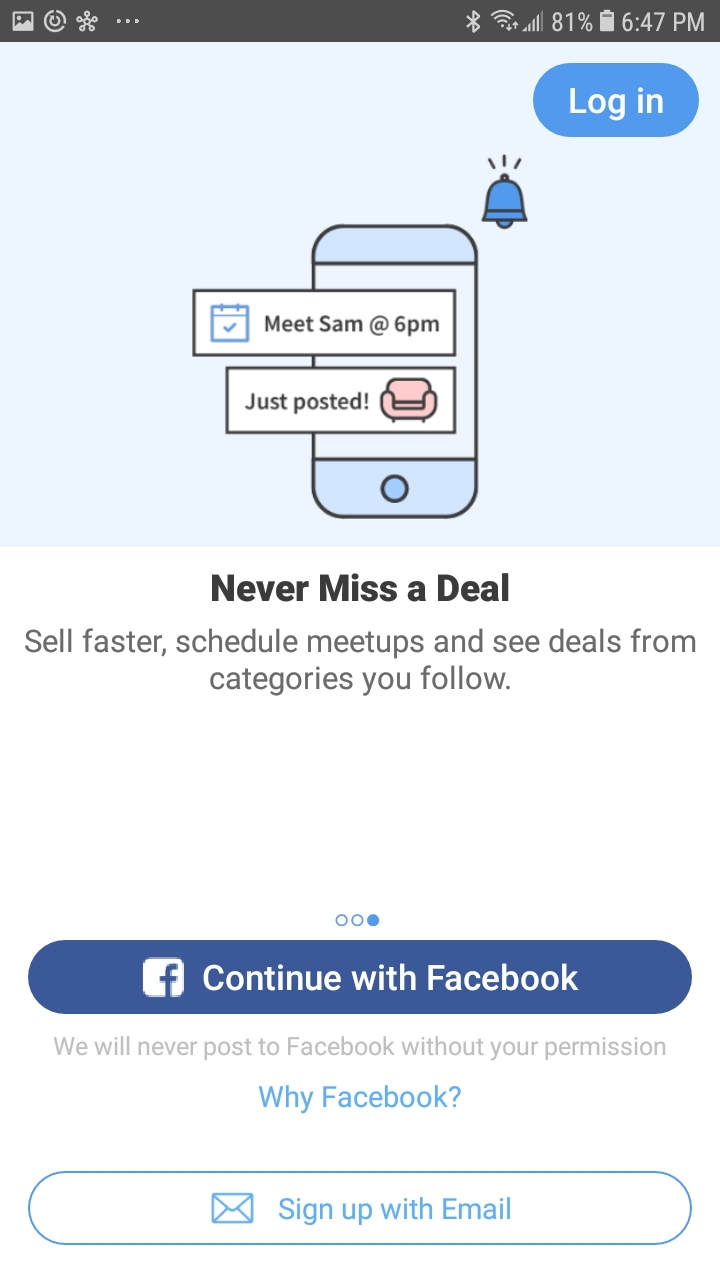 81% 6:47 PM
Log in
Meet Sam @ 6pm
Just posted!
Never Miss a Deal
Sell faster, schedule meetups and see deals from
categories you follow.
Continue with Facebook
We will never post to Facebook without your permission
Why Facebook?
Sign up with Email